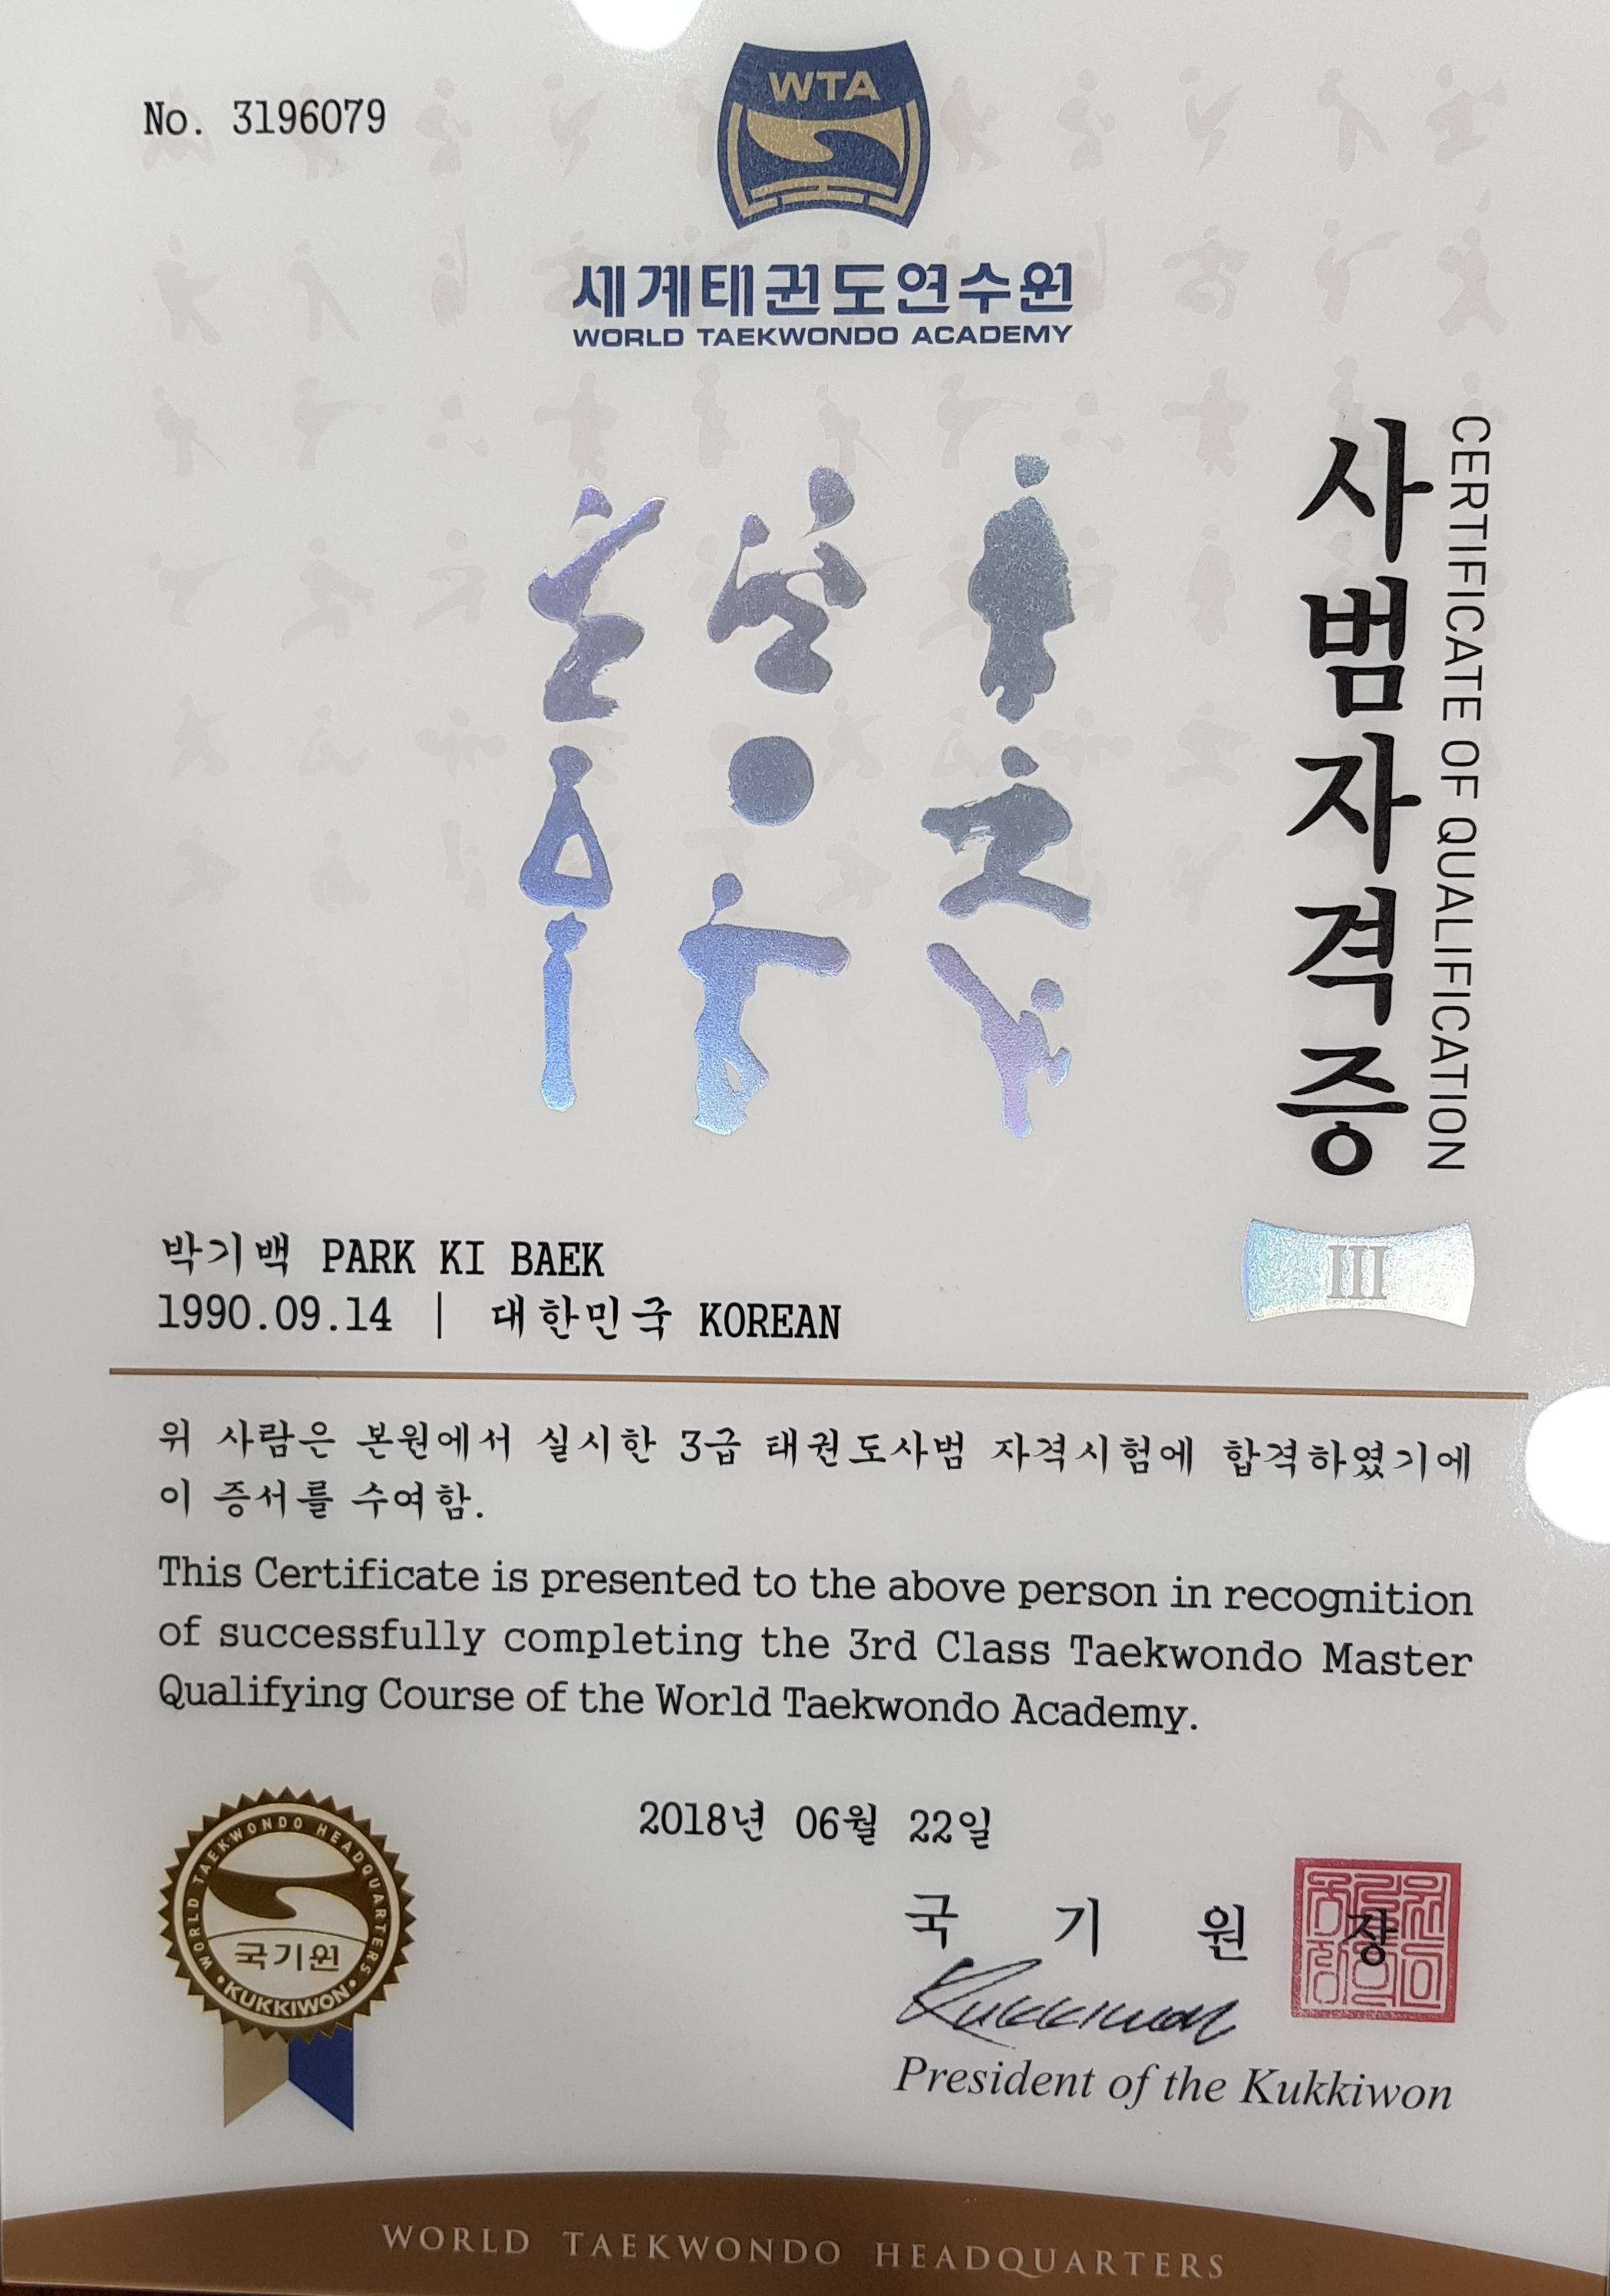 No. 3196079
WTA
세계태권도연수원
WORLD TAEKWONDO ACADEMY
사범자격증
CERTIFICATE OF QUALIFICATION
III
박기백 PARK KI BAEK
1990.09.14 | 대한민국 KOREAN
위 사람은 본원에서 실시한 3급 태권도사범 자격시험에 합격하였기에
이 증서를 수여함.
This Certificate is presented to the above person in recognition
of successfully completing the 3rd Class Taekwondo Master
Qualifying Course of the World Taekwondo Academy.
2018년 06월 22일
WORLD TAEKWONDO HEADQUARTERS
국기원
KUKKIWON
국 기 원 장
Kukkiwon
President of the Kukkiwon
WORLD TAEKWONDO HEADQUARTERS